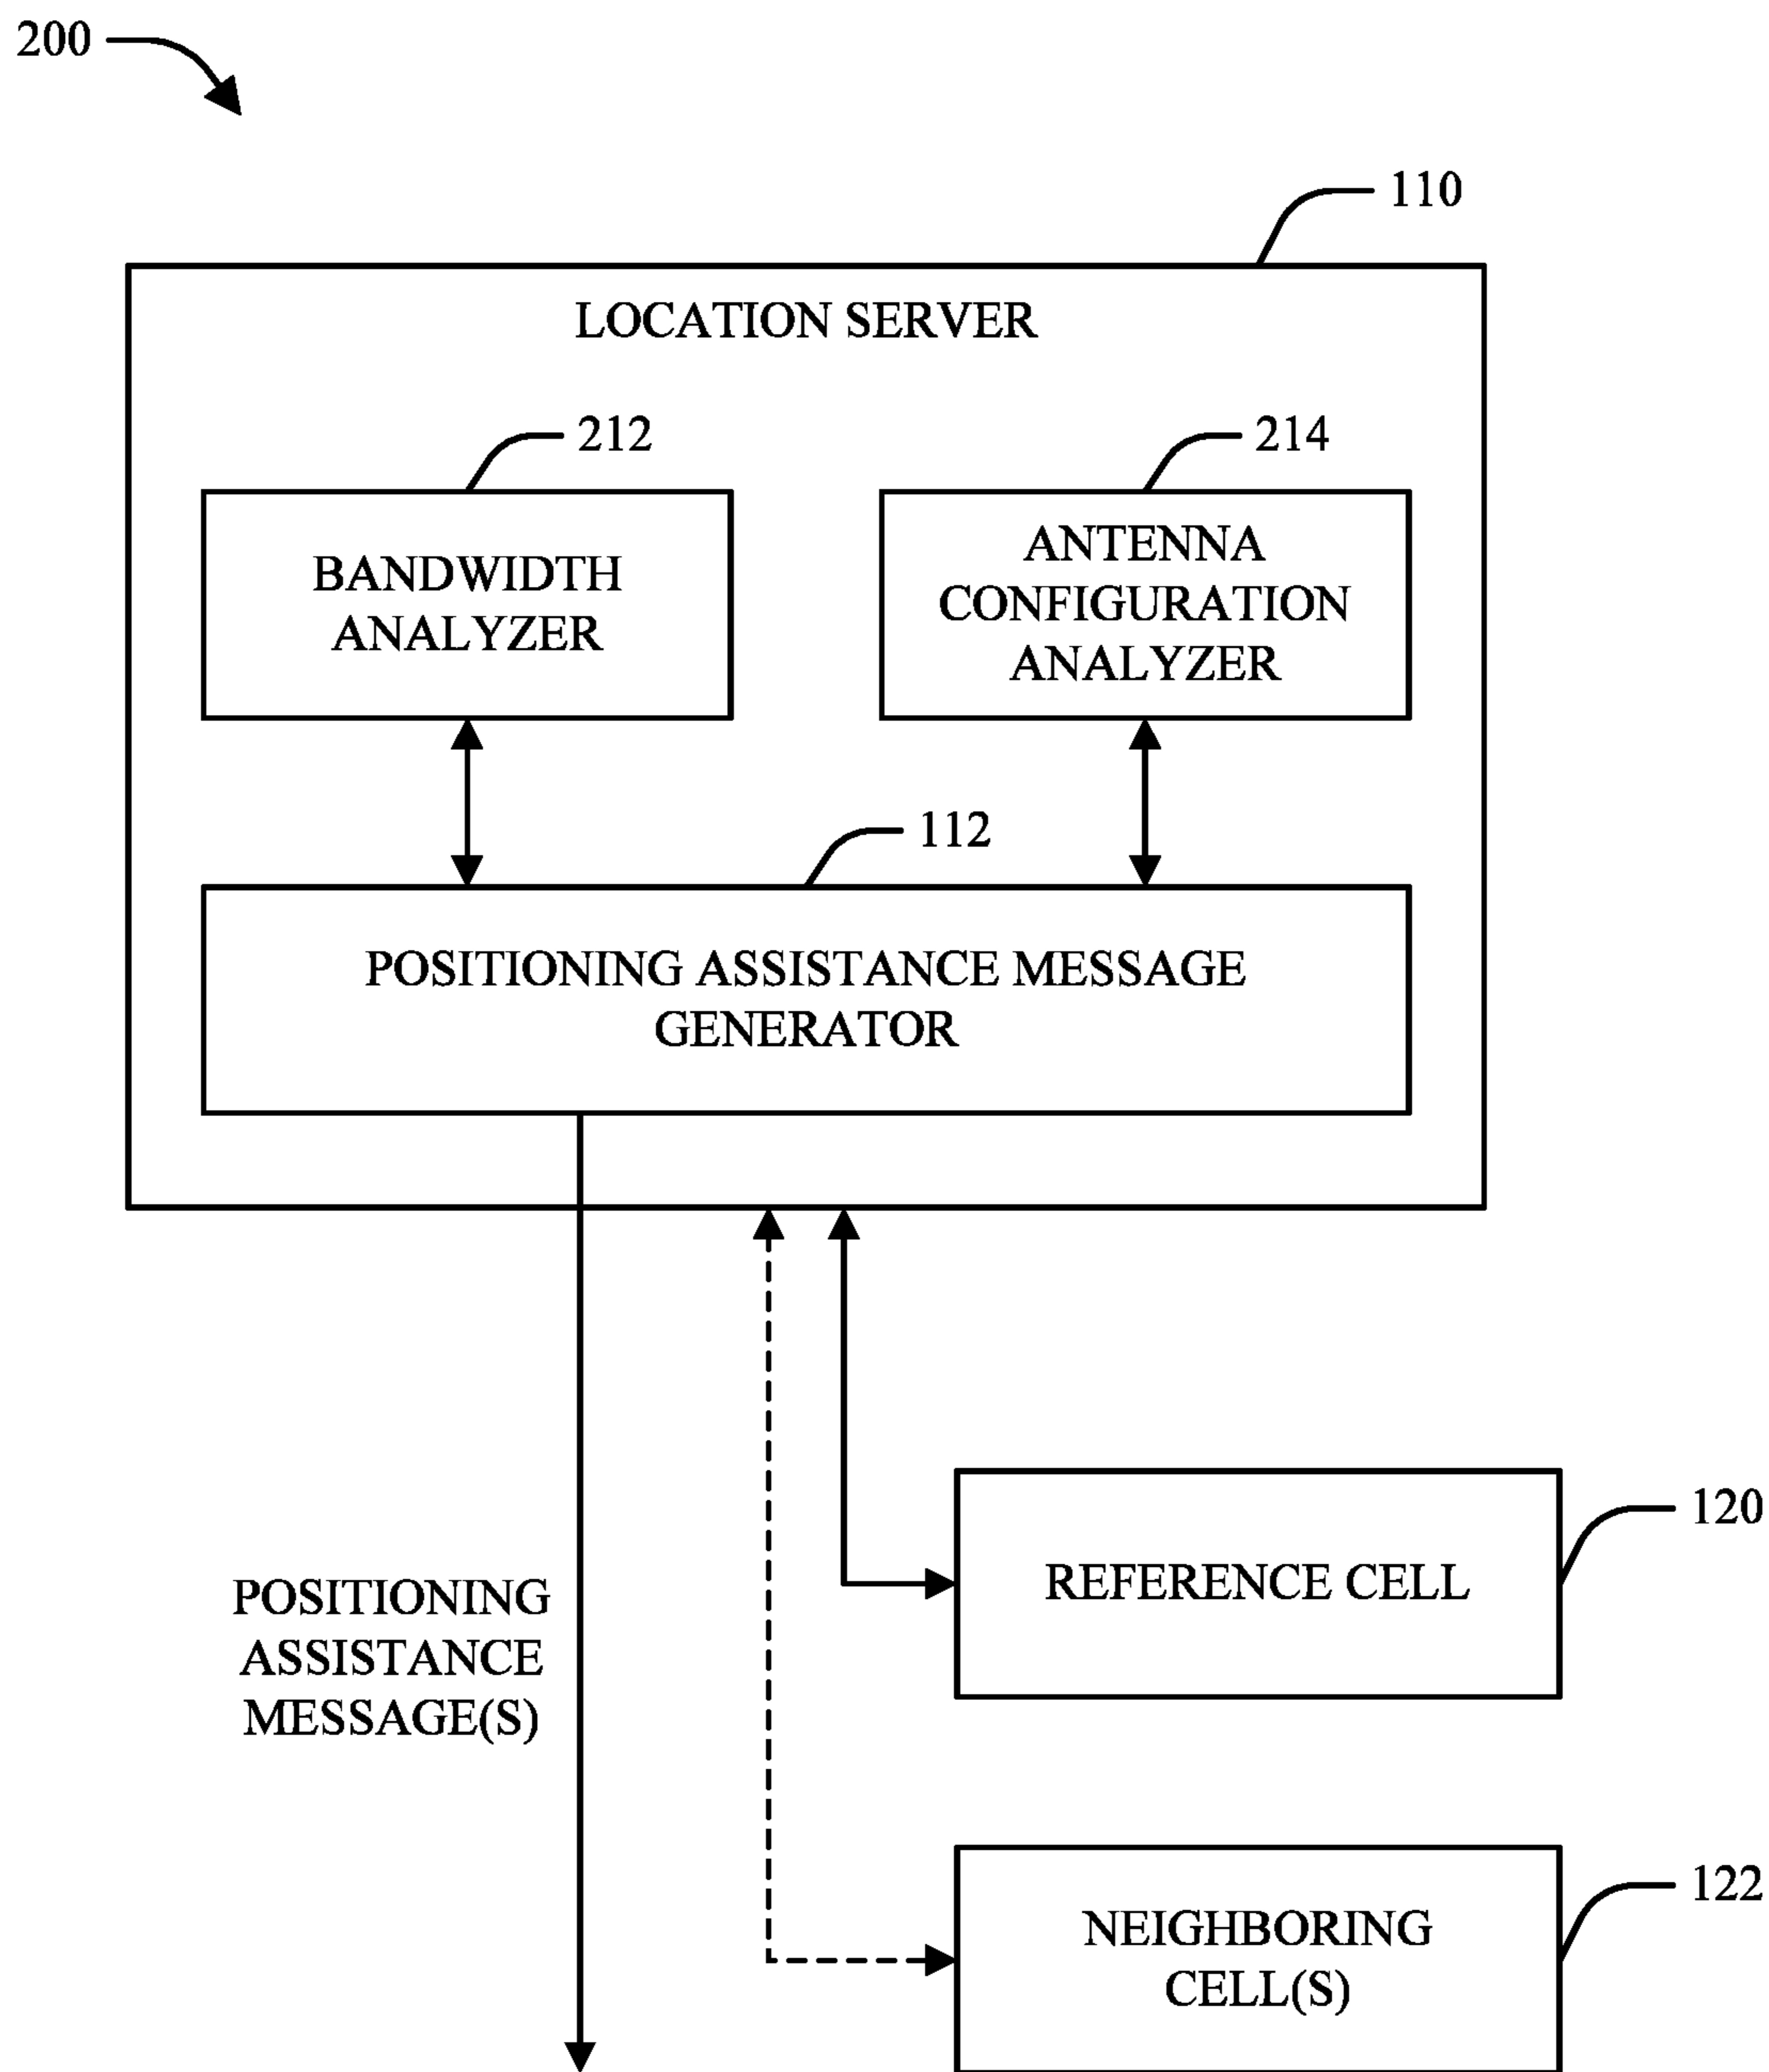 200
110
LOCATION SERVER
212
214
BANDWIDTH
ANALYZER
ANTENNA
CONFIGURATION
ANALYZER
112
POSITIONING ASSISTANCE MESSAGE
GENERATOR
POSITIONING
ASSISTANCE
MESSAGE(S)
120
REFERENCE CELL
122
NEIGHBORING
CELL(S)